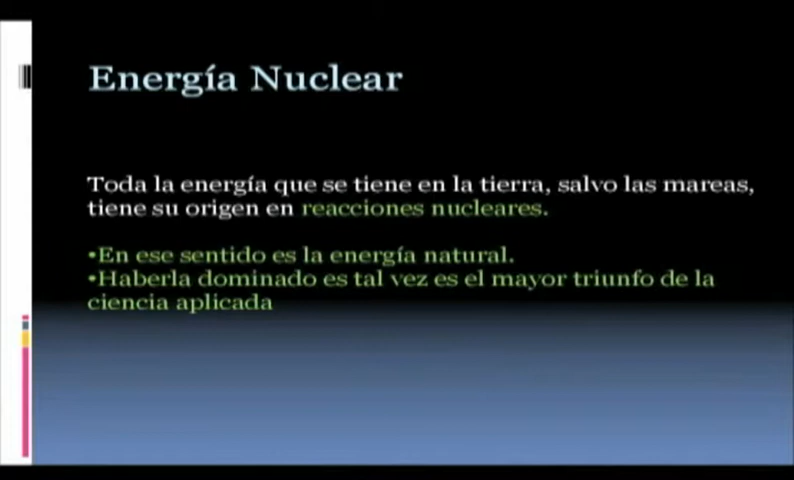 Energía Nuclear
Toda la energía que se tiene en la tierra, salvo las mareas,
tiene su origen en reacciones nucleares.
•En ese sentido es la energía natural.
•Haberla dominado es tal vez es el mayor triunfo de la
ciencia aplicada